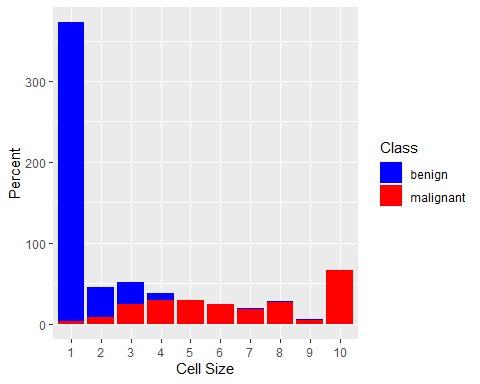 300
200
100
0
Percent
1 2 3 4 5 6 7 8 9 10
Cell Size
Class
benign
malignant